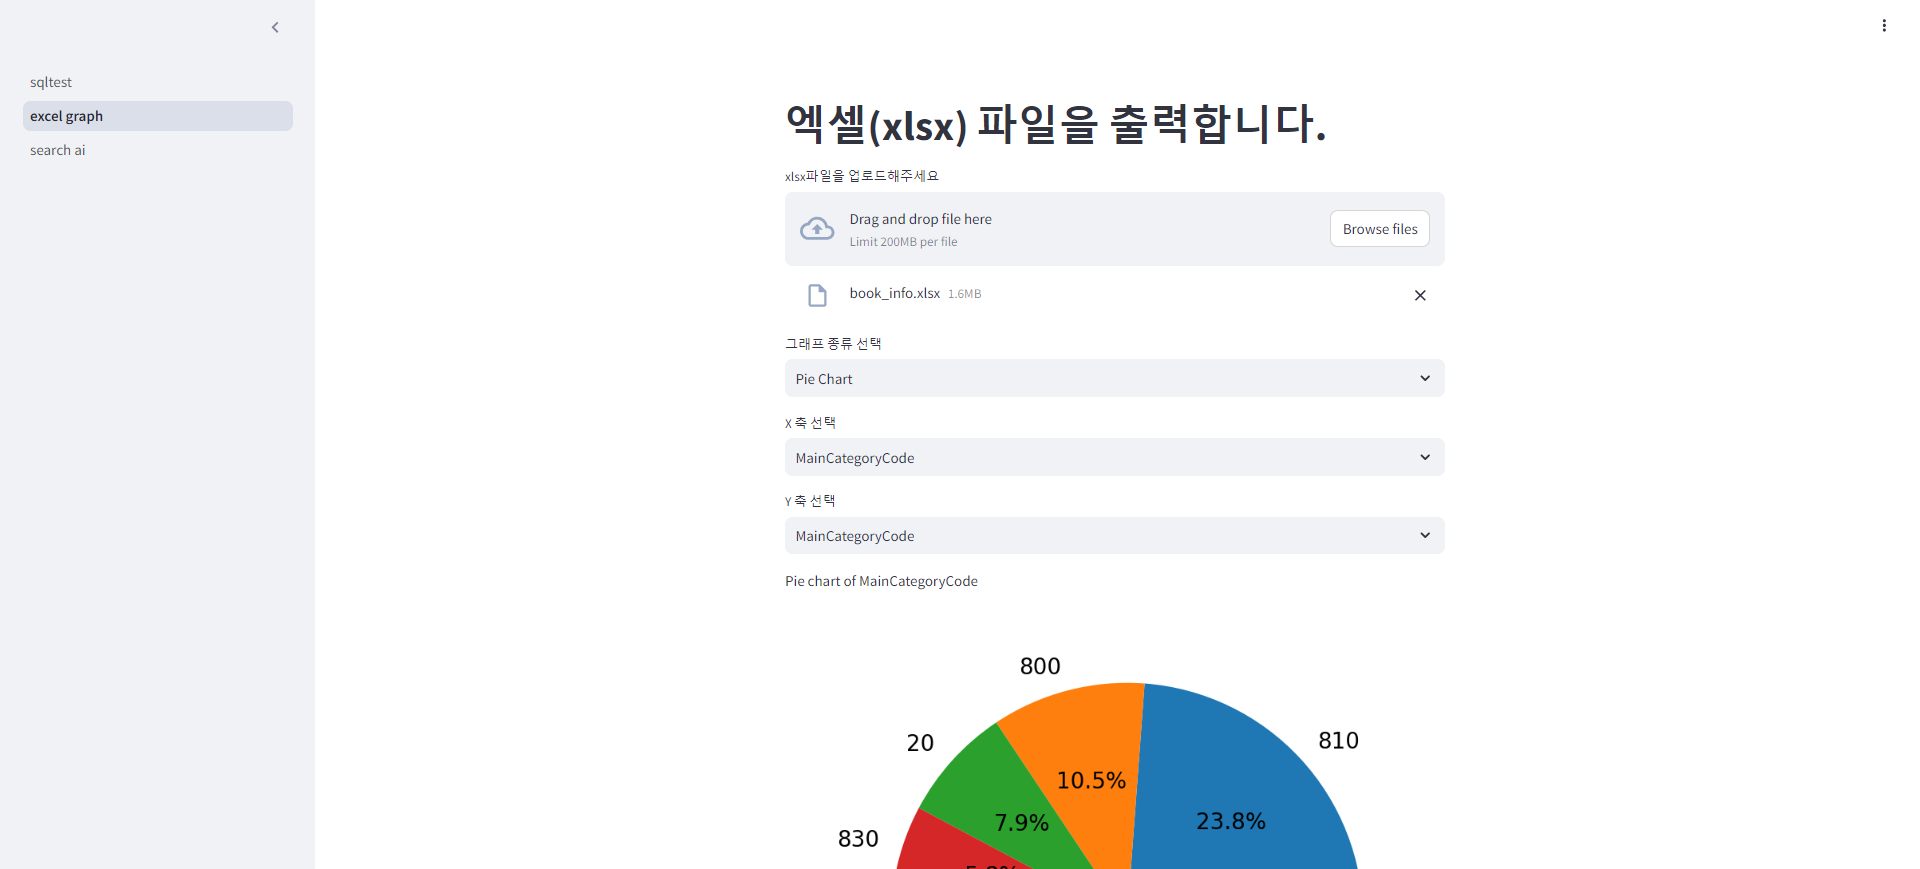 sqltest
excel graph
search ai
엑셀(xlsx) 파일을 출력합니다.
xlsx파일을 업로드해주세요
Drag and drop file here
Limit 200MB per file
Browse files
book_info.xlsx 1.6MB
그래프 종류 선택
Pie Chart
X 축 선택
MainCategoryCode
Y 축 선택
MainCategoryCode
Pie chart of MainCategoryCode
800
20
810
10.5%
7.9%
23.8%
830